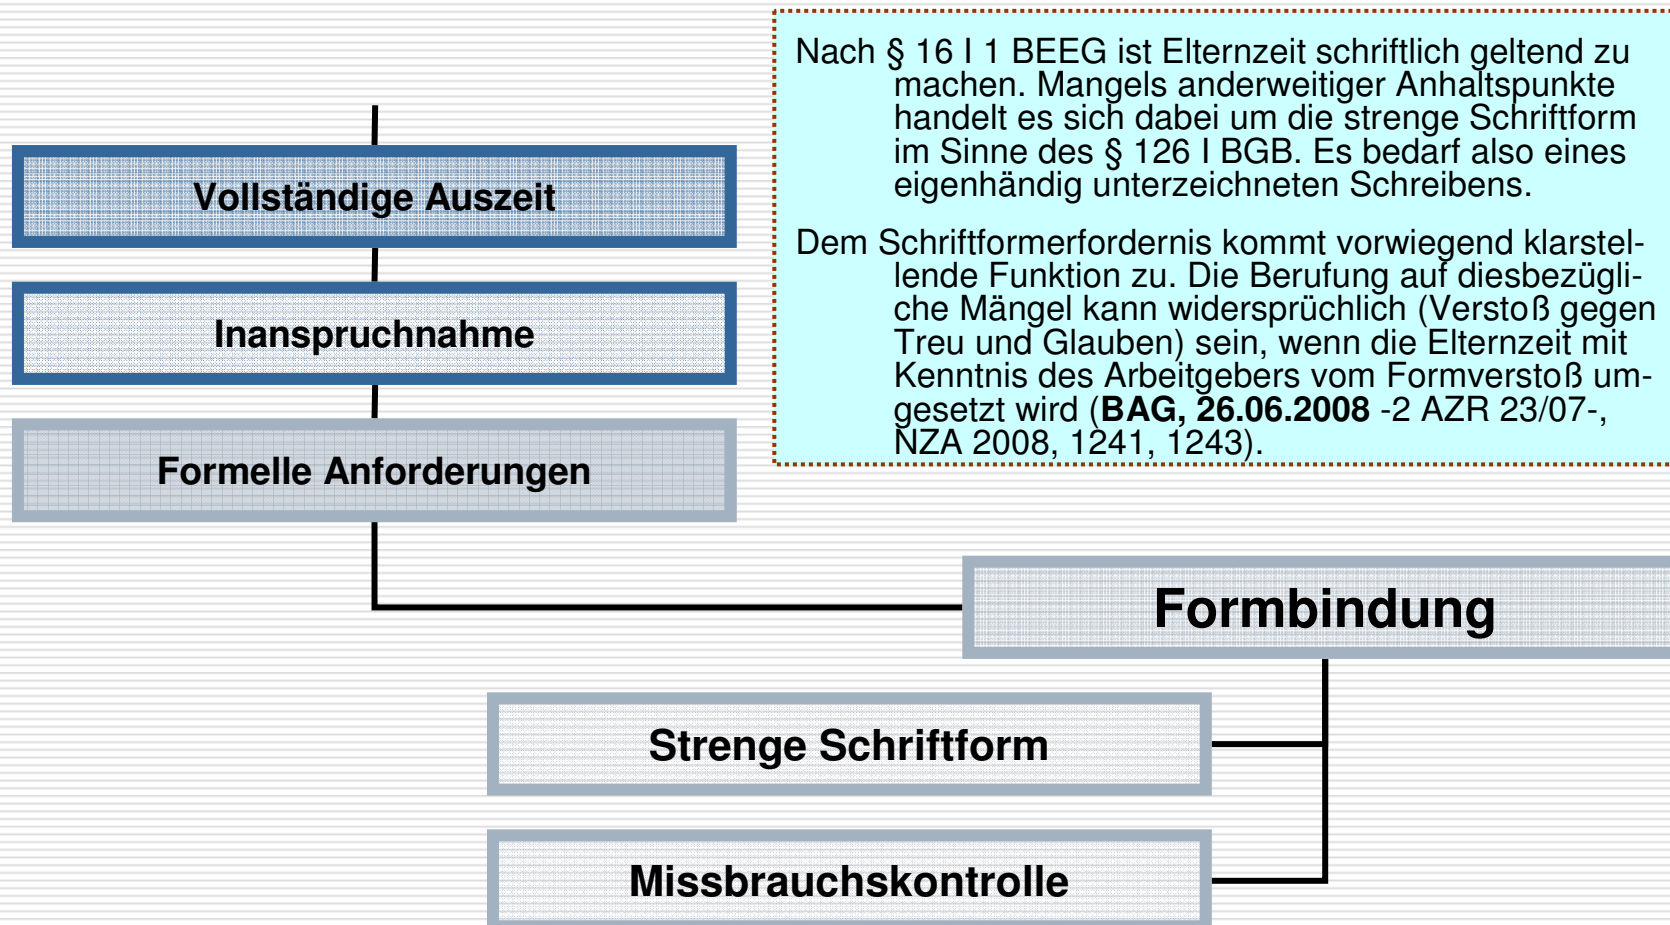 Nach § 16 I 1 BEEG ist Elternzeit schriftlich geltend zu
machen. Mangels anderweitiger Anhaltspunkte
handelt es sich dabei um die strenge Schriftform
im Sinne des § 126 I BGB. Es bedarf also eines
eigenhändig unterzeichneten Schreibens.
Dem Schriftformerfordernis kommt vorwiegend klarstel-
lende Funktion zu. Die Berufung auf diesbezügli-
che Mängel kann widersprüchlich (Verstoß gegen
Treu und Glauben) sein, wenn die Elternzeit mit
Kenntnis des Arbeitgebers vom Formverstoß um-
gesetzt wird (BAG, 26.06.2008 -2 AZR 23/07-,
NZA 2008, 1241, 1243).
Vollständige Auszeit
Inanspruchnahme
Formelle Anforderungen
Formbindung
Strenge Schriftform
Missbrauchskontrolle